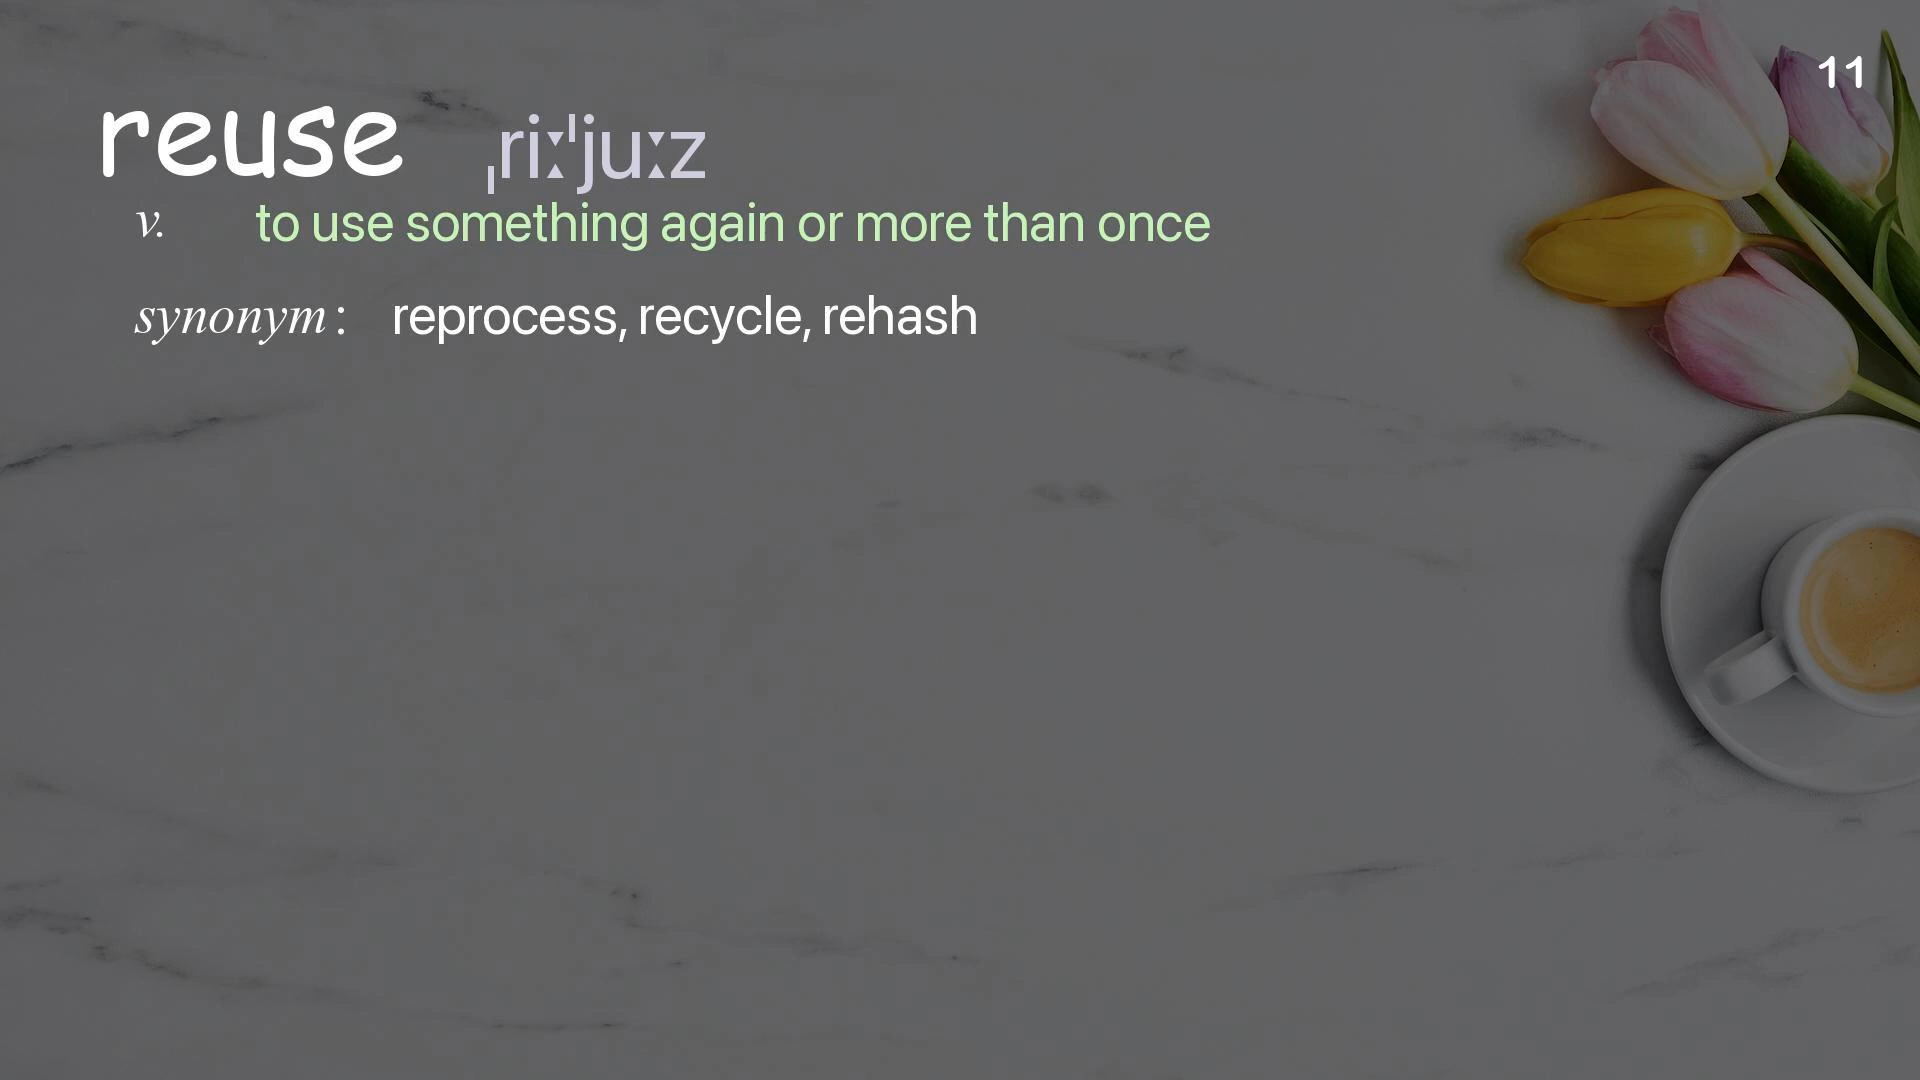 11
reuse ˌriːˈjuːz
v. to use something again or more than once
synonym: reprocess, recycle, rehash